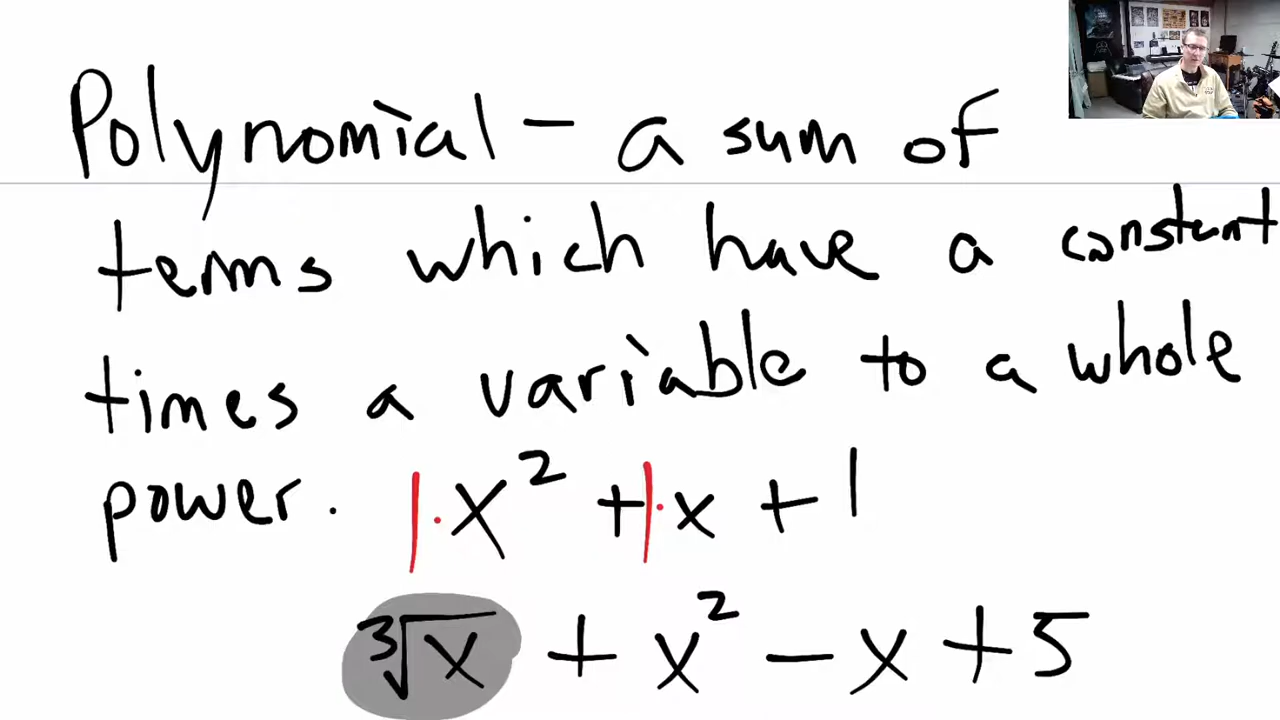 Polynomial - a sum of
terms which have a constant
times a variable to a whole
power. 1·x² + 1·x + 1
∛x + x² - x + 5